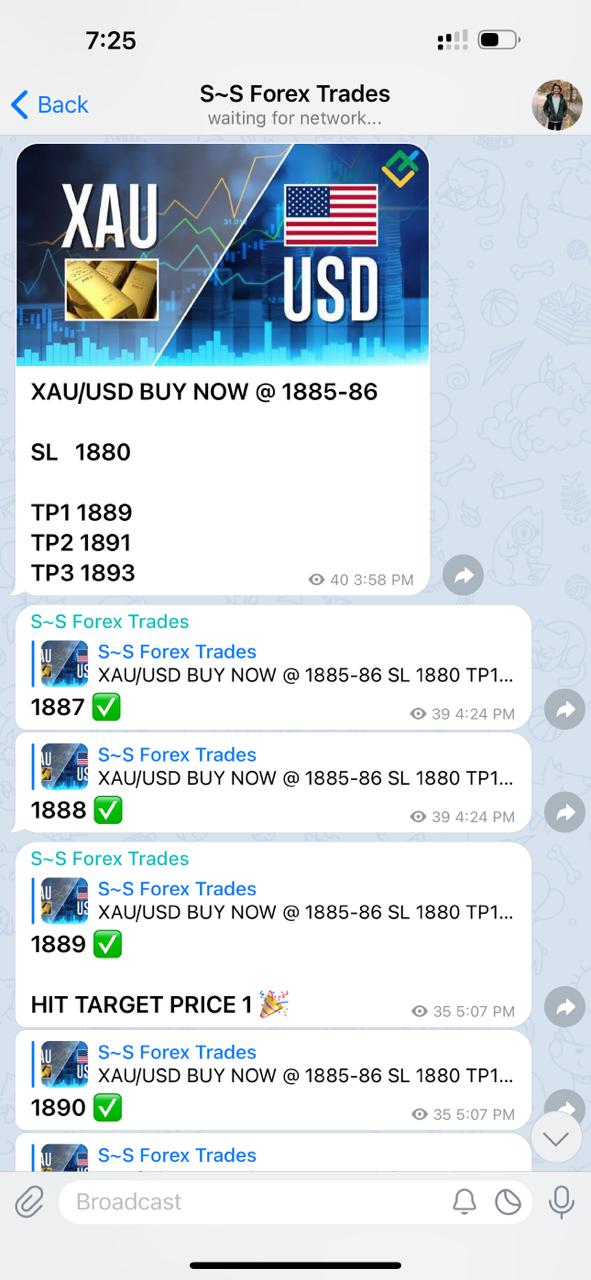 7:25
Back
S~S Forex Trades
waiting for network...
XAU
USD
XAU/USD BUY NOW @ 1885-86
SL 1880
TP1 1889
TP2 1891
TP3 1893
40 3:58 PM
S~S Forex Trades
S~S Forex Trades
XAU/USD BUY NOW @ 1885-86 SL 1880 TP1...
1887 ✅
39 4:24 PM
S~S Forex Trades
XAU/USD BUY NOW @ 1885-86 SL 1880 TP1...
1888 ✅
39 4:24 PM
S~S Forex Trades
S~S Forex Trades
XAU/USD BUY NOW @ 1885-86 SL 1880 TP1...
1889 ✅
HIT TARGET PRICE 1 🎉
35 5:07 PM
S~S Forex Trades
XAU/USD BUY NOW @ 1885-86 SL 1880 TP1...
1890 ✅
35 5:07 PM
S~S Forex Trades
Broadcast